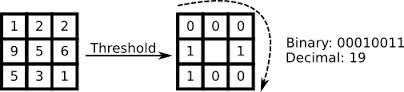 1 2 2
9 5 6
5 3 1
Threshold
0 0 0
1 1
1 0 0
Binary: 00010011
Decimal: 19